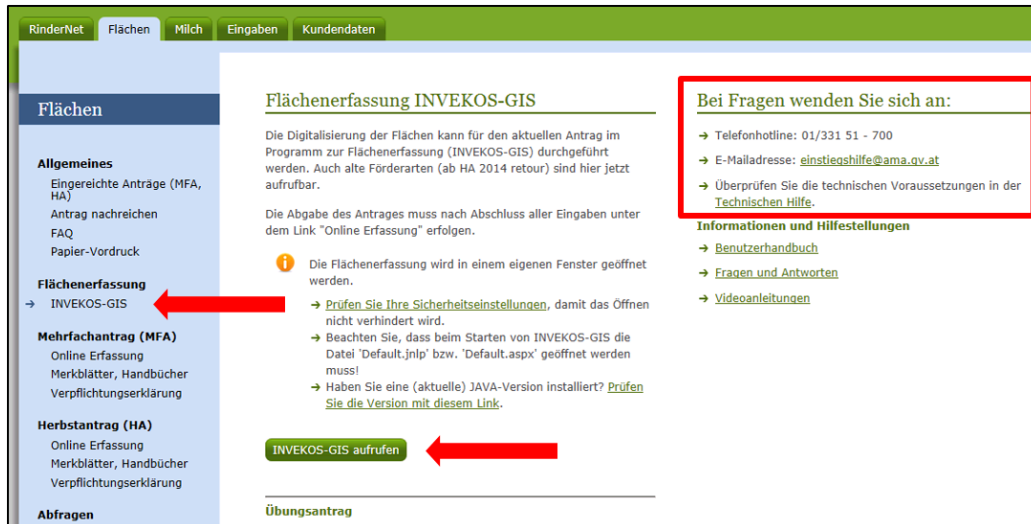 RinderNet Flächen Milch Eingaben Kundendaten
Flächen
Allgemeines
Eingereichte Anträge (MFA,
HA)
Antrag nachreichen
FAQ
Papier-Vordruck
Flächenerfassung
→ INVEKOS-GIS
Mehrfachantrag (MFA)
Online Erfassung
Merkblätter, Handbücher
Verpflichtungserklärung
Herbstantrag (HA)
Online Erfassung
Merkblätter, Handbücher
Verpflichtungserklärung
Abfragen
Flächenerfassung INVEKOS-GIS
Die Digitalisierung der Flächen kann für den aktuellen Antrag im
Programm zur Flächenerfassung (INVEKOS-GIS) durchgeführt
werden. Auch alte Förderarten (ab HA 2014 retour) sind hier jetzt
aufrufbar.
Die Abgabe des Antrages muss nach Abschluss aller Eingaben unter
dem Link "Online Erfassung" erfolgen.
Die Flächenerfassung wird in einem eigenen Fenster geöffnet
werden.
→ Prüfen Sie Ihre Sicherheitseinstellungen, damit das Öffnen
nicht verhindert wird.
→ Beachten Sie, dass beim Starten von INVEKOS-GIS die
Datei 'Default.jnlp' bzw. 'Default.aspx' geöffnet werden
muss!
→ Haben Sie eine (aktuelle) JAVA-Version installiert? Prüfen
Sie die Version mit diesem Link.
INVEKOS-GIS aufrufen
Übungsantrag
Bei Fragen wenden Sie sich an:
→ Telefonhotline: 01/331 51 - 700
→ E-Mailadresse: einstiegshilfe@ama.gv.at
→ Überprüfen Sie die technischen Voraussetzungen in der
Technischen Hilfe.
Informationen und Hilfestellungen
→ Benutzerhandbuch
→ Fragen und Antworten
→ Videoanleitungen